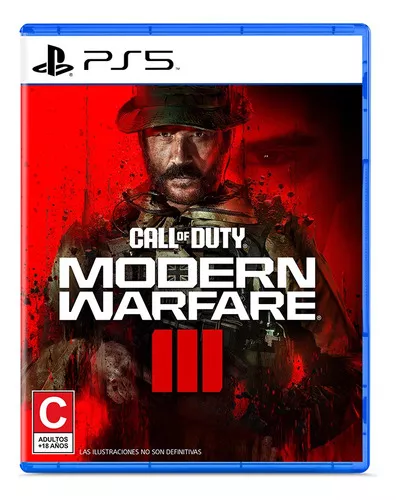 PS5
CALL OF DUTY
MODERN
WARFARE
III
C
ADULTOS
+18 AÑOS
LAS ILUSTRACIONES NO SON DEFINITIVAS